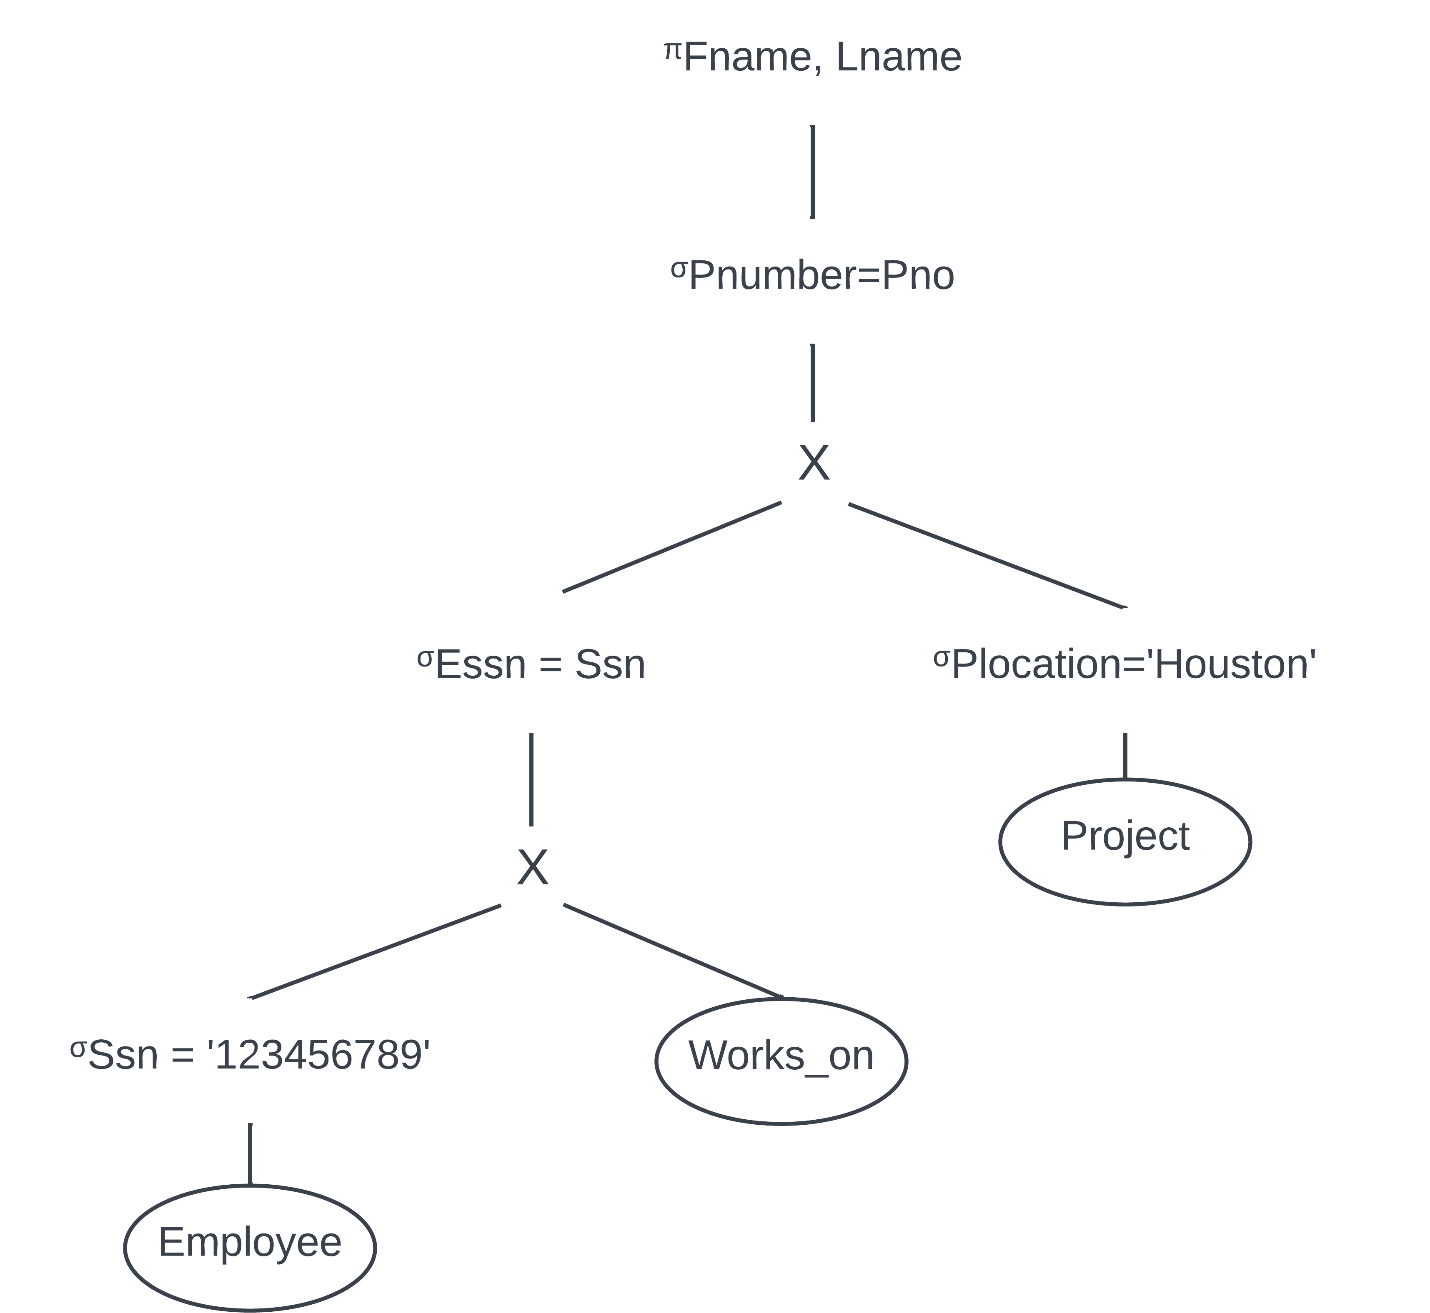 πFname, Lname
σPnumber=Pno
X
σEssn = Ssn
σPlocation='Houston'
Project
X
σSsn = '123456789'
Works_on
Employee